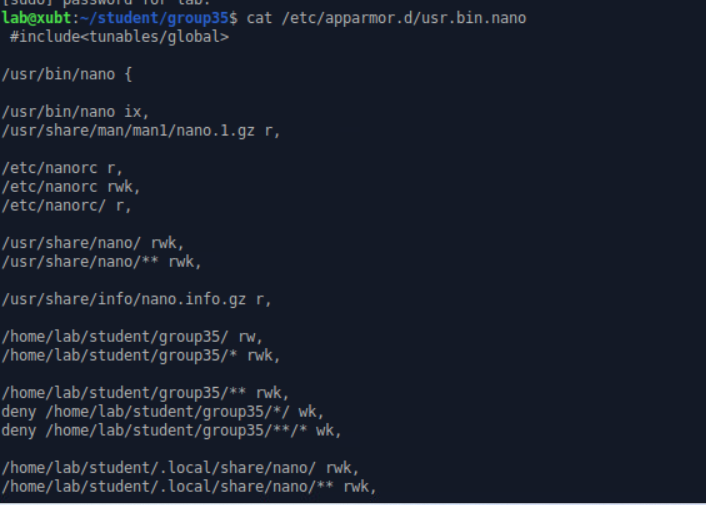 [sudo] password for lab:
lab@xubt:~/student/group35$ cat /etc/apparmor.d/usr.bin.nano
#include<tunables/global>
/usr/bin/nano {
/usr/bin/nano ix,
/usr/share/man/man1/nano.1.gz r,
/etc/nanorc r,
/etc/nanorc rwk,
/etc/nanorc/ r,
/usr/share/nano/ rwk,
/usr/share/nano/** rwk,
/usr/share/info/nano.info.gz r,
/home/lab/student/group35/ rw,
/home/lab/student/group35/* rwk,
/home/lab/student/group35/** rwk,
deny /home/lab/student/group35/*/ wk,
deny /home/lab/student/group35/**/* wk,
/home/lab/student/.local/share/nano/ rwk,
/home/lab/student/.local/share/nano/** rwk,